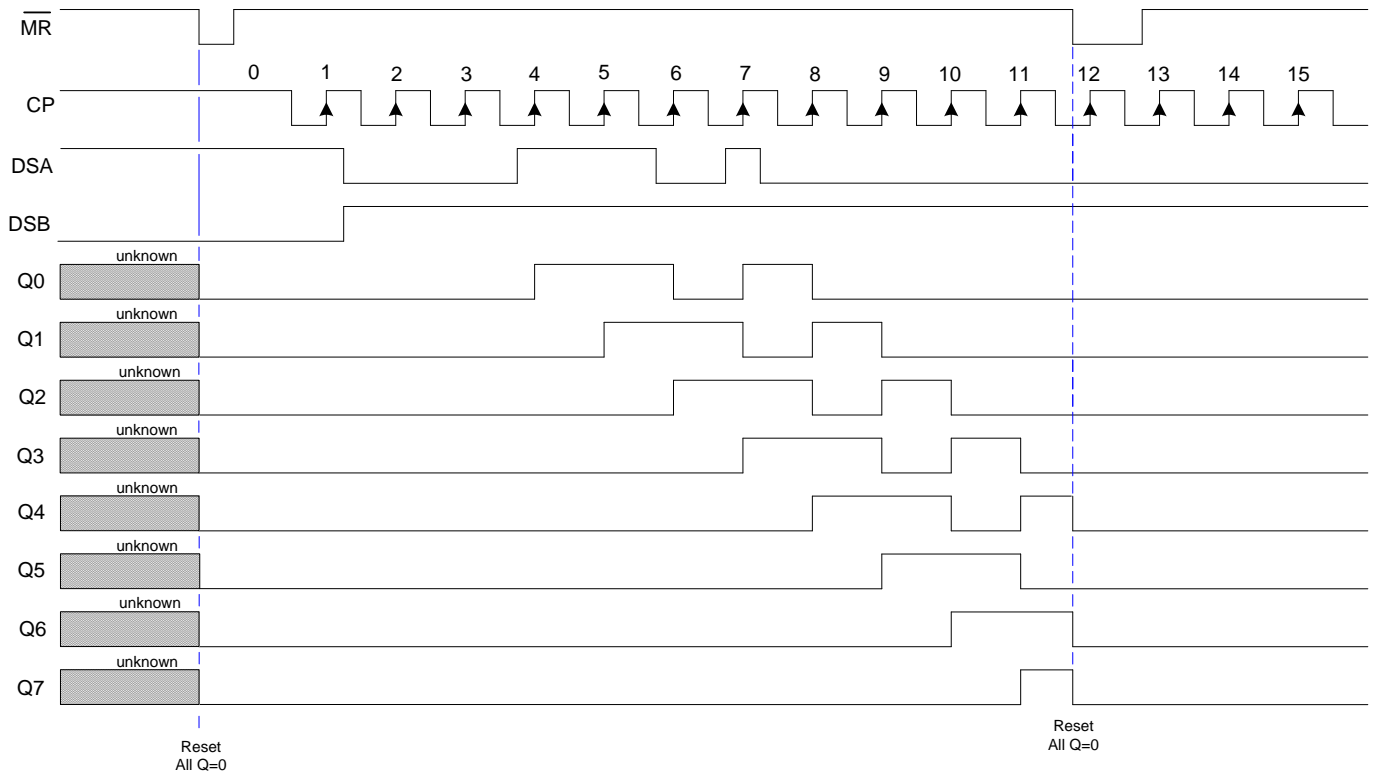 MR
0 1 2 3 4 5 6 7 8 9 10 11 12 13 14 15
CP
DSA
DSB
unknown
Q0
unknown
Q1
unknown
Q2
unknown
Q3
unknown
Q4
unknown
Q5
unknown
Q6
unknown
Q7
Reset
All Q=0
Reset
All Q=0